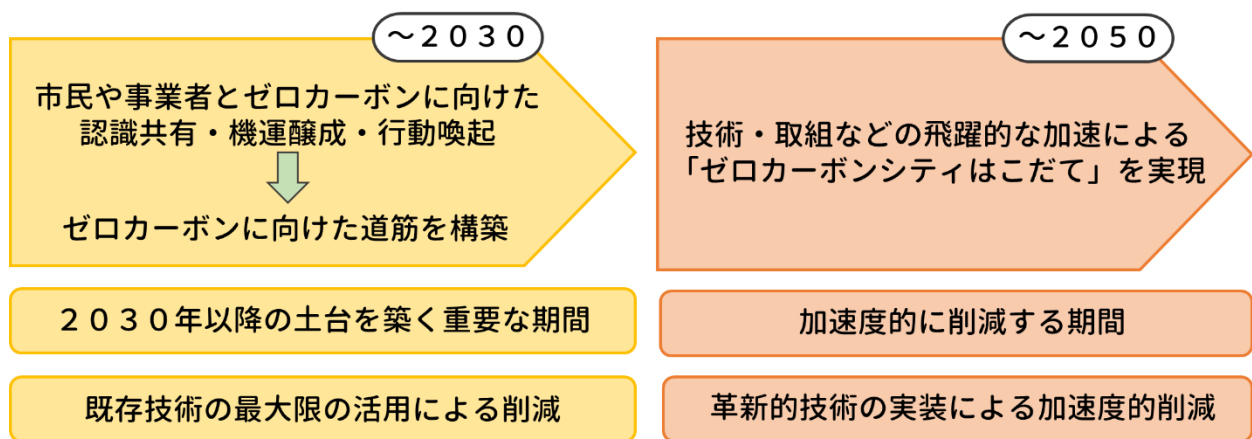 ～２０３０
市民や事業者とゼロカーボンに向けた
認識共有・機運醸成・行動喚起
ゼロカーボンに向けた道筋を構築
２０３０年以降の土台を築く重要な期間
既存技術の最大限の活用による削減
～２０５０
技術・取組などの飛躍的な加速による
「ゼロカーボンシティはこだて」を実現
加速度的に削減する期間
革新的技術の実装による加速度的削減